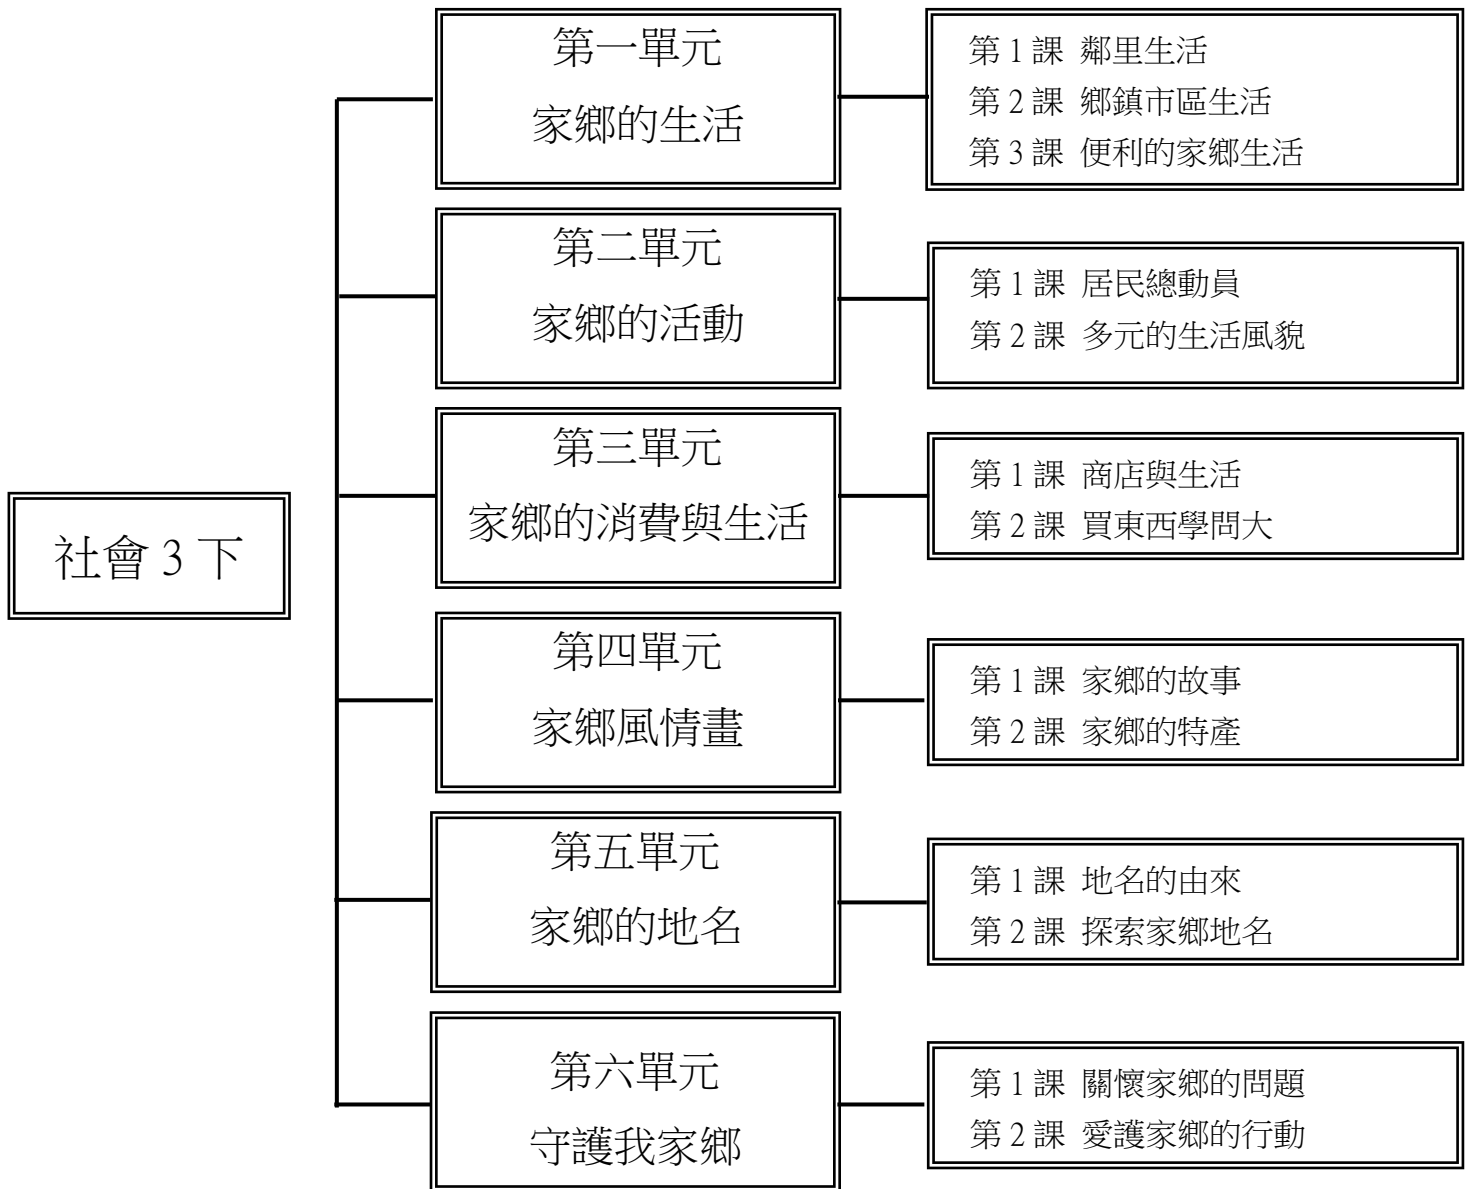 社會 3 下
第一單元
家鄉的生活
第 1 課 鄰里生活
第 2 課 鄉鎮市區生活
第 3 課 便利的家鄉生活
第二單元
家鄉的活動
第 1 課 居民總動員
第 2 課 多元的生活風貌
第三單元
家鄉的消費與生活
第 1 課 商店與生活
第 2 課 買東西學問大
第四單元
家鄉風情畫
第 1 課 家鄉的故事
第 2 課 家鄉的特產
第五單元
家鄉的地名
第 1 課 地名的由來
第 2 課 探索家鄉地名
第六單元
守護我家鄉
第 1 課 關懷家鄉的問題
第 2 課 愛護家鄉的行動